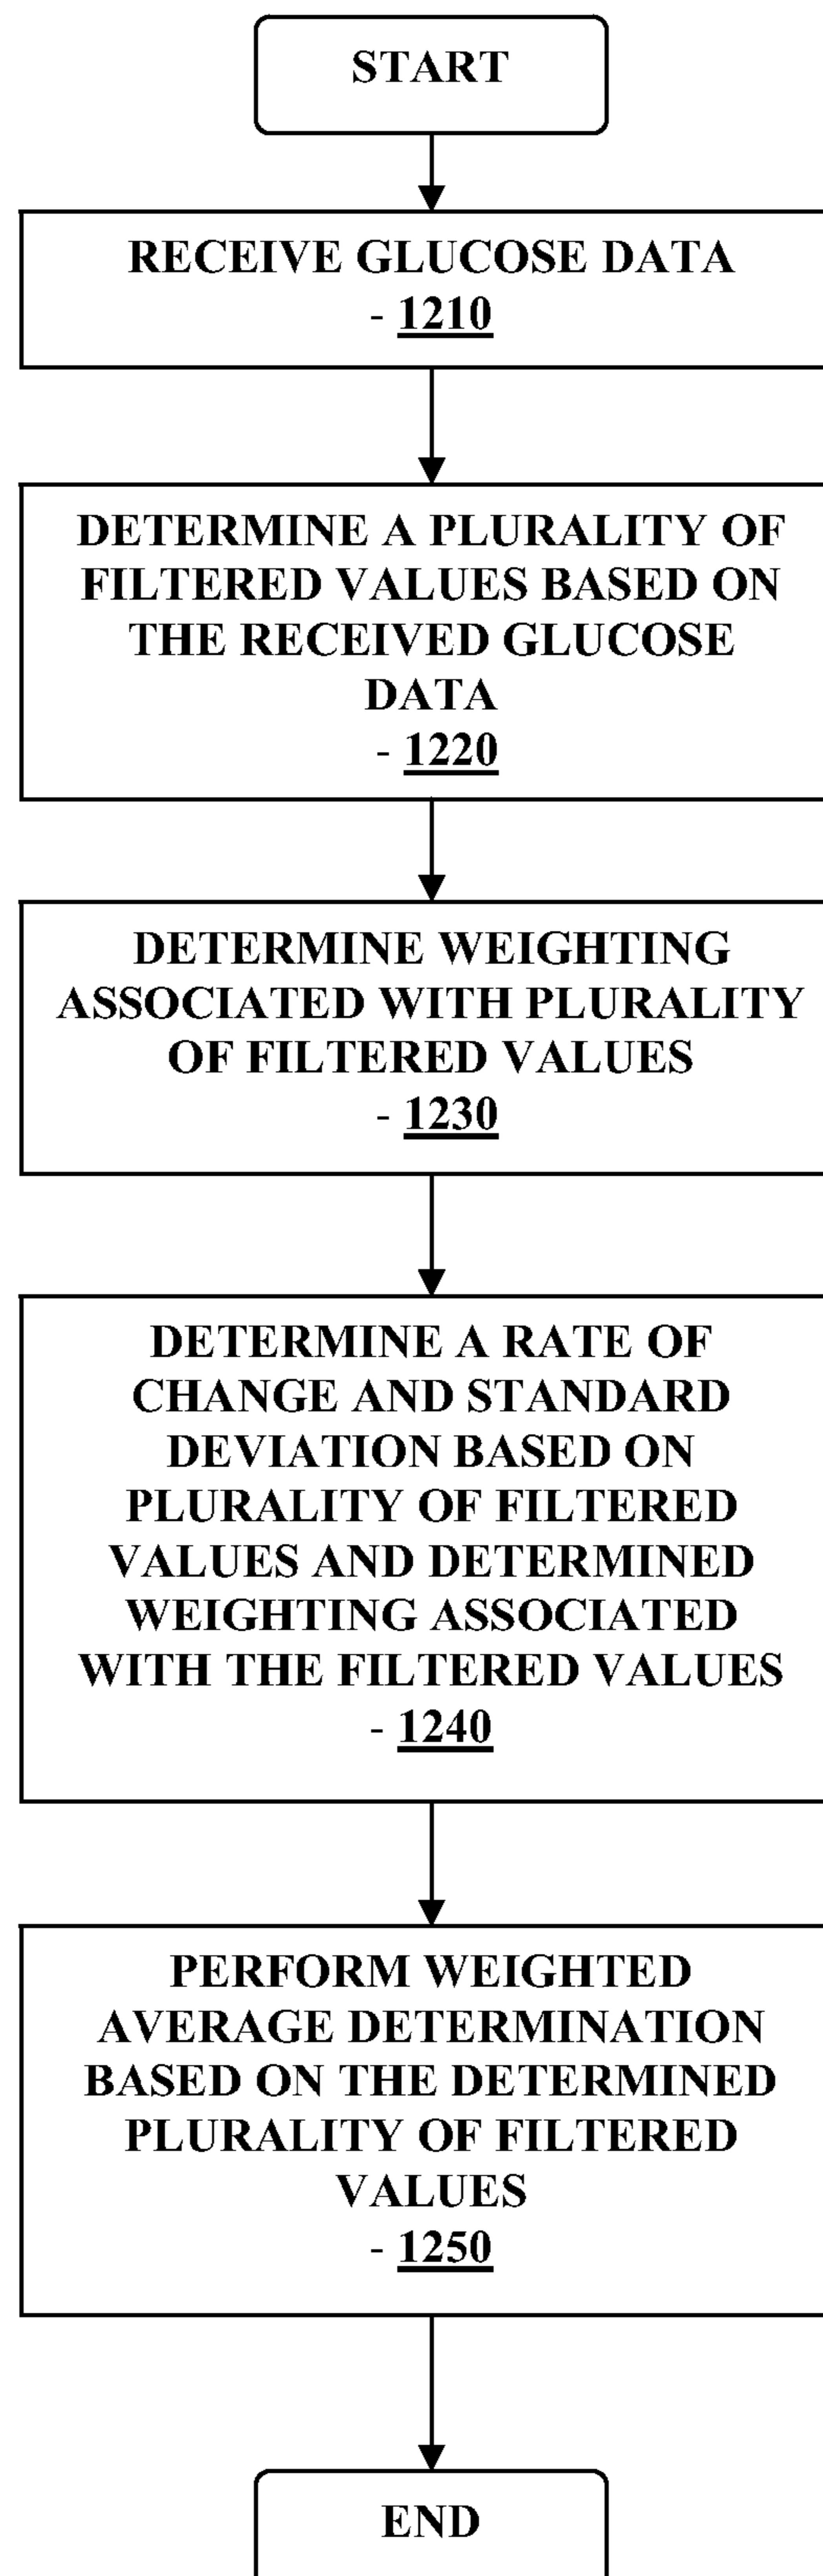 START
RECEIVE GLUCOSE DATA
- 1210
DETERMINE A PLURALITY OF
FILTERED VALUES BASED ON
THE RECEIVED GLUCOSE
DATA
- 1220
DETERMINE WEIGHTING
ASSOCIATED WITH PLURALITY
OF FILTERED VALUES
- 1230
DETERMINE A RATE OF
CHANGE AND STANDARD
DEVIATION BASED ON
PLURALITY OF FILTERED
VALUES AND DETERMINED
WEIGHTING ASSOCIATED
WITH THE FILTERED VALUES
- 1240
PERFORM WEIGHTED
AVERAGE DETERMINATION
BASED ON THE DETERMINED
PLURALITY OF FILTERED
VALUES
- 1250
END